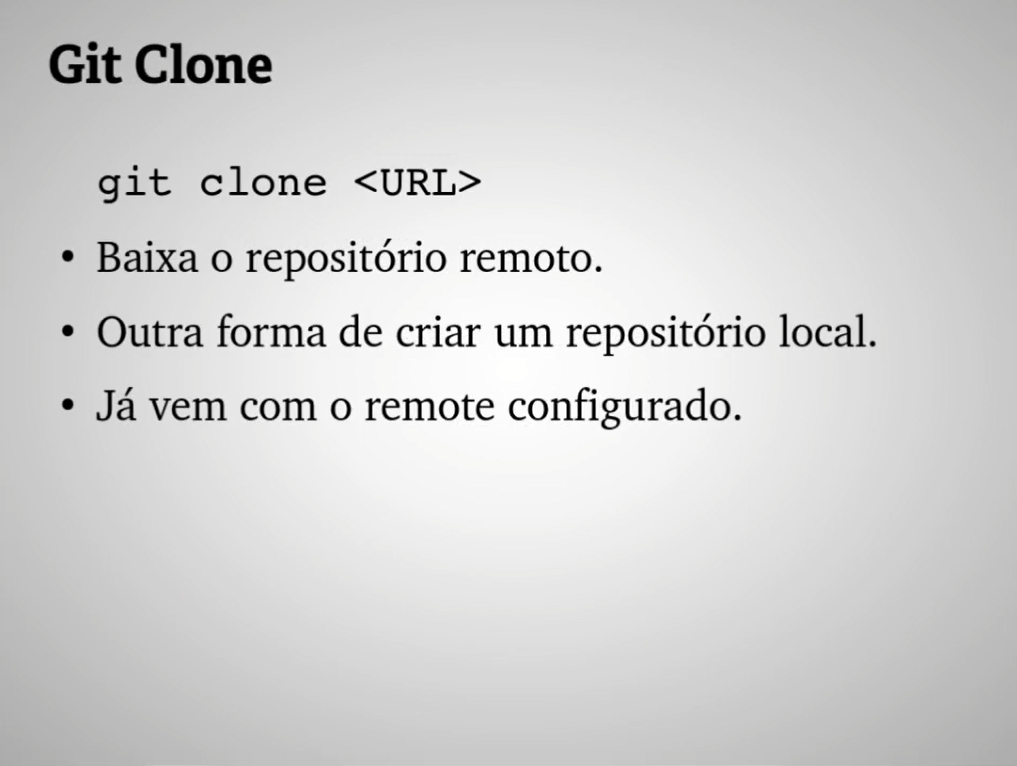 Git Clone
git clone <URL>
• Baixa o repositório remoto.
• Outra forma de criar um repositório local.
• Já vem com o remote configurado.